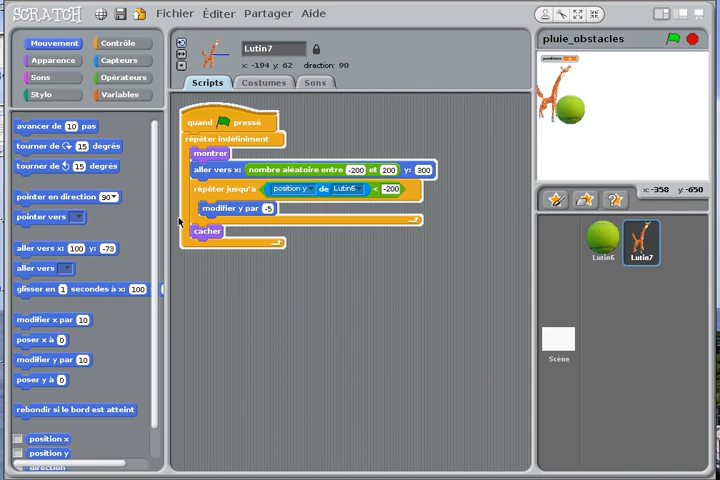 SCRATCH
Fichier Éditer Partager Aide
Mouvement
Contrôle
Apparence
Capteurs
Sons
Opérateurs
Stylo
Variables
avancer de 10 pas
tourner de 15 degrés
tourner de 15 degrés
pointer en direction 90
pointer vers
aller vers x: 100 y: -73
aller vers
glisser en 1 secondes à x: 100
modifier x par 10
poser x à 0
modifier y par 10
poser y à 0
rebondir si le bord est atteint
position x
position y
direction
Lutin7
x: -194 y: 62 direction: 90
Scripts Costumes Sons
quand pressé
répéter indéfiniment
montrer
aller vers x: nombre aléatoire entre -200 et 200 y: 300
répéter jusqu'à position y de Lutin6 < -200
modifier y par -5
cacher
pluie_obstacles
x: -358 y: -650
Lutin6
Lutin7
Scène